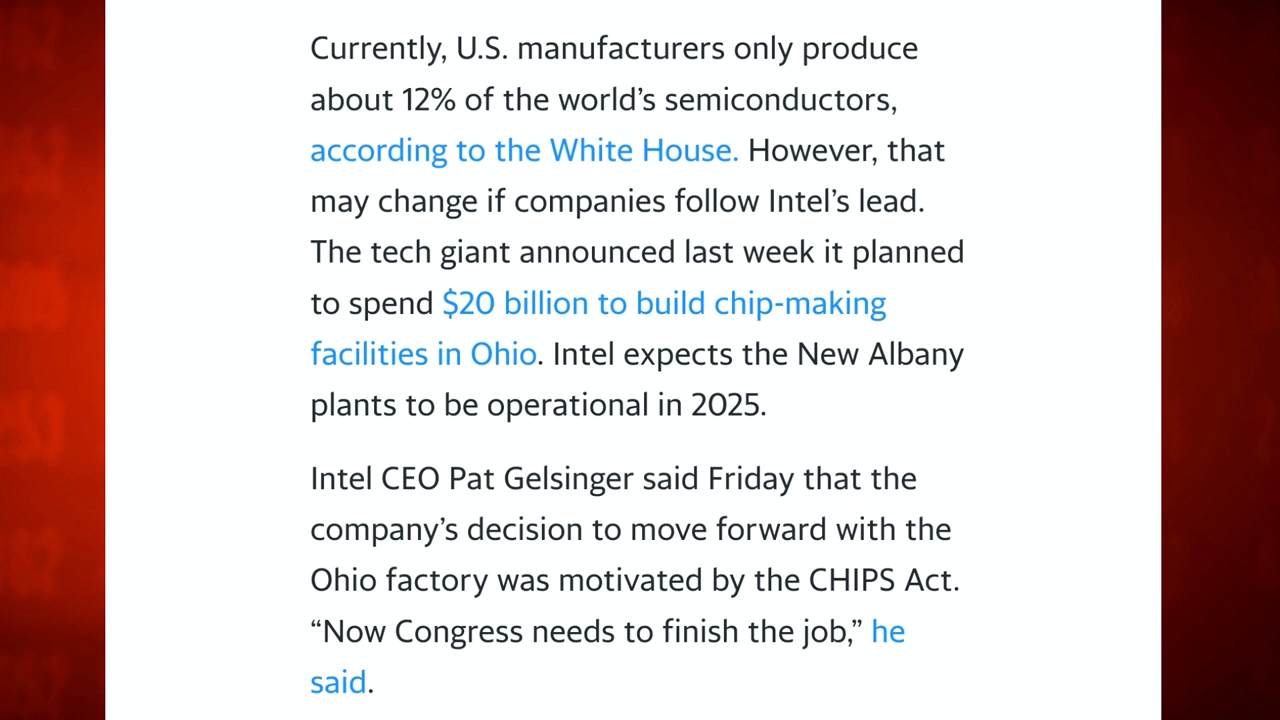 Currently, U.S. manufacturers only produce
about 12% of the world’s semiconductors,
according to the White House. However, that
may change if companies follow Intel’s lead.
The tech giant announced last week it planned
to spend $20 billion to build chip-making
facilities in Ohio. Intel expects the New Albany
plants to be operational in 2025.
Intel CEO Pat Gelsinger said Friday that the
company’s decision to move forward with the
Ohio factory was motivated by the CHIPS Act.
“Now Congress needs to finish the job,” he
said.